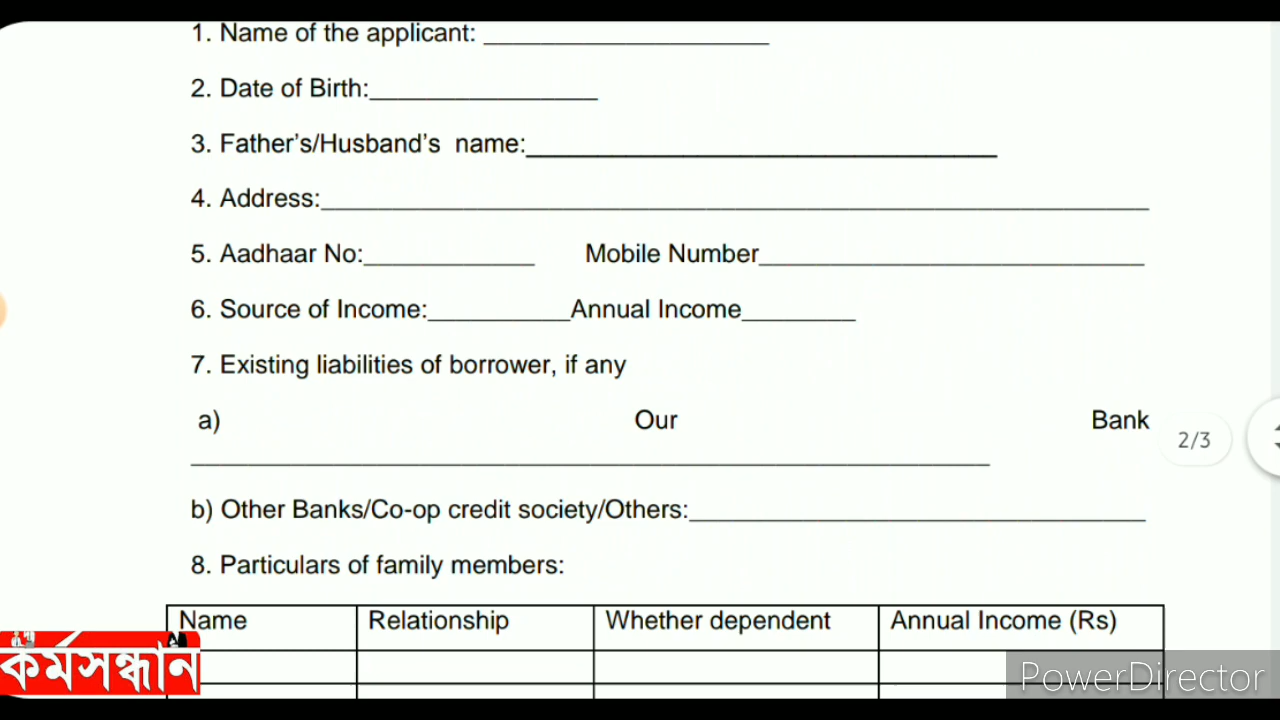 1. Name of the applicant: ____________________
2. Date of Birth:________________
3. Father's/Husband's name:_________________________________
4. Address:__________________________________________________________
5. Aadhaar No:____________ Mobile Number___________________________
6. Source of Income:__________Annual Income________
7. Existing liabilities of borrower, if any
a) Our Bank
________________________________________________________
2/3
b) Other Banks/Co-op credit society/Others:________________________________
8. Particulars of family members:
Name Relationship Whether dependent Annual Income (Rs)
কর্মসন্ধান
PowerDirector